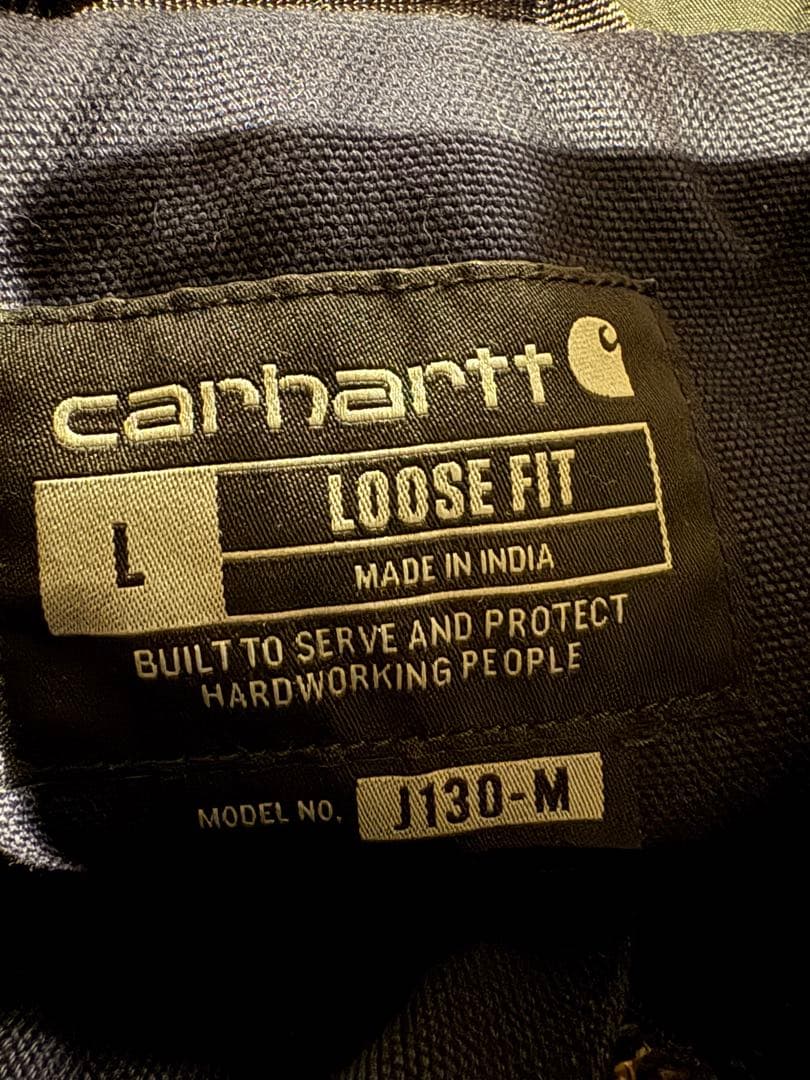 carhartt
L LOOSE FIT
MADE IN INDIA
BUILT TO SERVE AND PROTECT
HARDWORKING PEOPLE
MODEL NO. J130-M